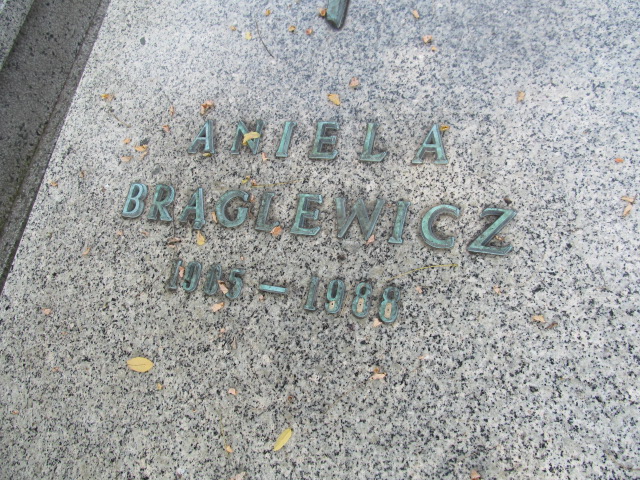 ANIELA
BRAGLEWICZ
1905 – 1988